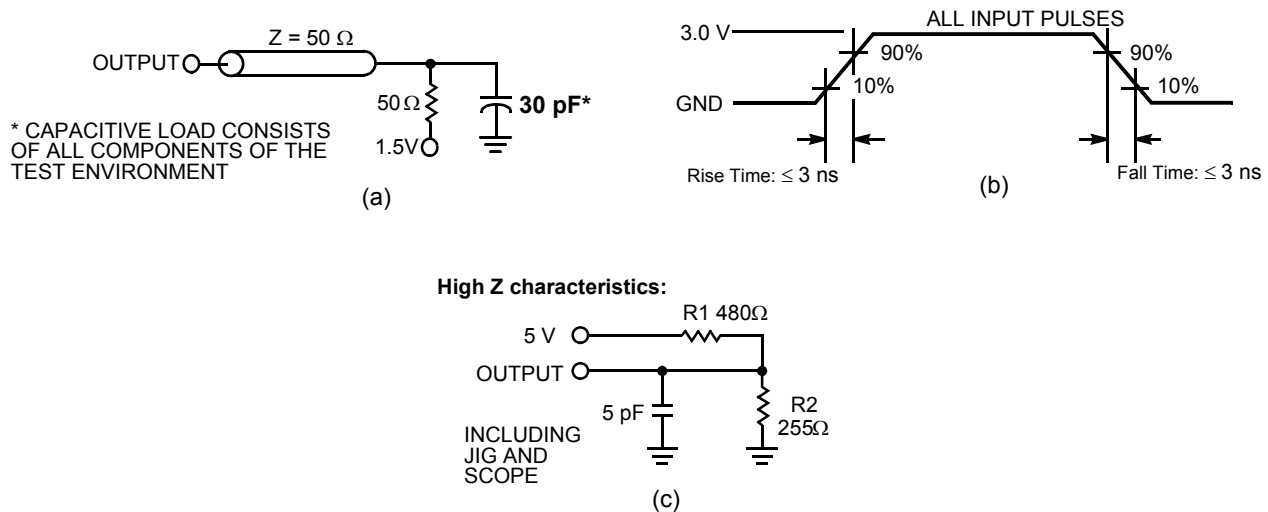 Z = 50 Ω
OUTPUT
50 Ω
30 pF*
1.5V
* CAPACITIVE LOAD CONSISTS
OF ALL COMPONENTS OF THE
TEST ENVIRONMENT
(a)
ALL INPUT PULSES
3.0 V
90%
10%
GND
90%
10%
Rise Time: ≤ 3 ns
Fall Time: ≤ 3 ns
(b)
High Z characteristics:
R1 480Ω
5 V
OUTPUT
5 pF
R2
255Ω
INCLUDING
JIG AND
SCOPE
(c)